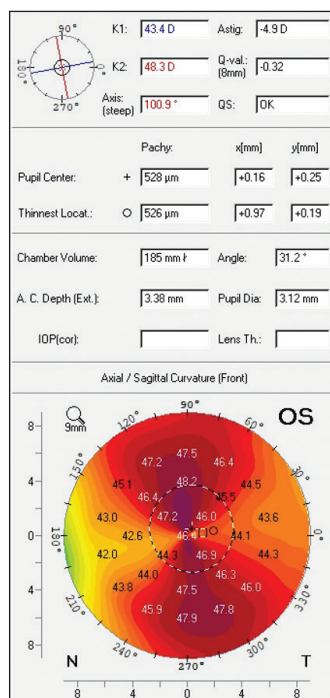 90° K1: 43.4 D Astig: -4.9 D
180° 0° K2: 48.3 D Q-val.: (8mm) -0.32
270° Axis: (steep) 100.9 ° QS: OK
Pachy: x[mm] y[mm]
Pupil Center: + 528 µm +0.16 +0.25
Thinnest Locat.: O 526 µm +0.97 +0.19
Chamber Volume: 185 mm ł Angle: 31.2 °
A. C. Depth (Ext.): 3.38 mm Pupil Dia: 3.12 mm
IOP(cor): Lens Th.:
Axial / Sagittal Curvature (Front)
90°
9mm 120° 60° OS
8
47.5
150° 47.2 46.4 30°
4 45.1 48.2 44.5
46.4 45.5
43.0 47.2 46.0 43.6
0 180° 42.6 46.4 44.1 0°
42.0 44.3 46.9 44.3
44.0 46.3
4 43.8 47.5 46.0
210° 45.9 47.8 330°
47.9
240° 300°
8 N 270° T
8 4 0 4 8